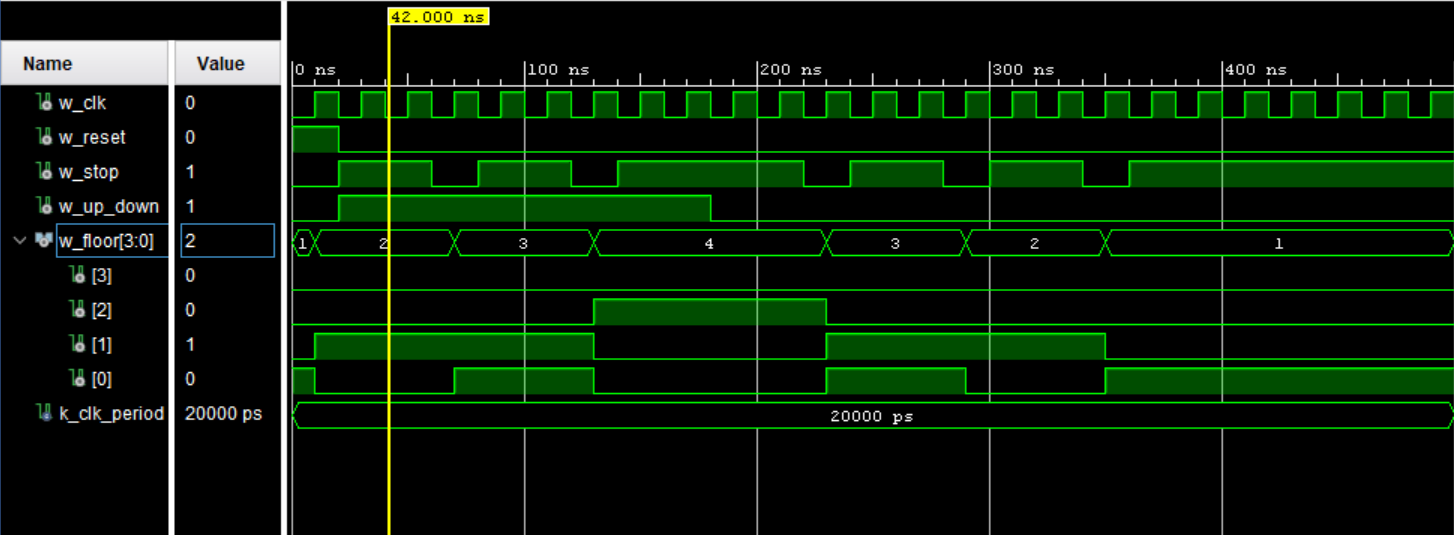 42.000 ns
Name Value
0 ns 100 ns 200 ns 300 ns 400 ns
w_clk 0
w_reset 0
w_stop 1
w_up_down 1
w_floor[3:0] 2 1 2 3 4 3 2 1
[3] 0
[2] 0
[1] 1
[0] 0
k_clk_period 20000 ps 20000 ps